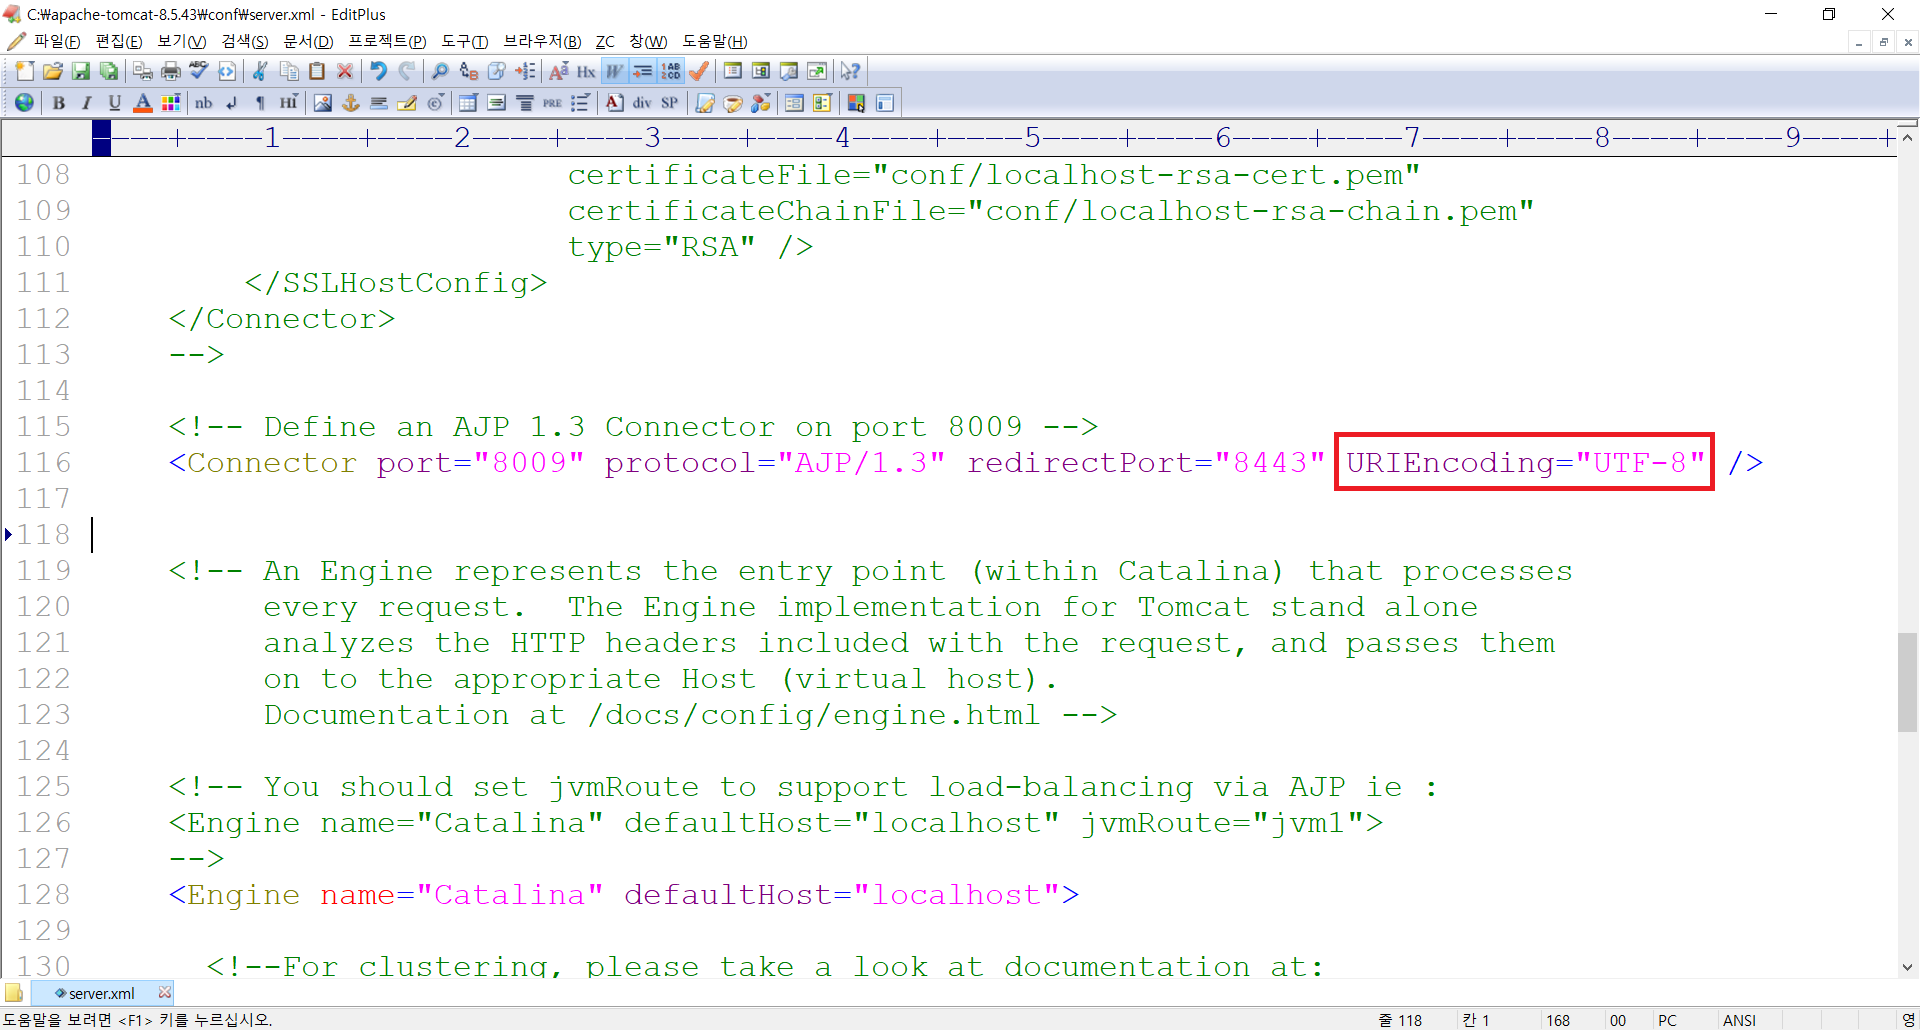 C:₩apache-tomcat-8.5.43₩conf₩server.xml - EditPlus
파일(F) 편집(E) 보기(V) 검색(S) 문서(D) 프로젝트(P) 도구(T) 브라우저(B) ZC 창(W) 도움말(H)
Hx W
B I U A nb HI PRE A div SP
----+----1----+----2----+----3----+----4----+----5----+----6----+----7----+----8----+----9----+
108 certificateFile="conf/localhost-rsa-cert.pem"
109 certificateChainFile="conf/localhost-rsa-chain.pem"
110 type="RSA" />
111 </SSLHostConfig>
112 </Connector>
113 -->
114
115 <!-- Define an AJP 1.3 Connector on port 8009 -->
116 <Connector port="8009" protocol="AJP/1.3" redirectPort="8443" URIEncoding="UTF-8" />
117
118
119 <!-- An Engine represents the entry point (within Catalina) that processes
120 every request.  The Engine implementation for Tomcat stand alone
121 analyzes the HTTP headers included with the request, and passes them
122 on to the appropriate Host (virtual host).
123 Documentation at /docs/config/engine.html -->
124
125 <!-- You should set jvmRoute to support load-balancing via AJP ie :
126 <Engine name="Catalina" defaultHost="localhost" jvmRoute="jvm1">
127 -->
128 <Engine name="Catalina" defaultHost="localhost">
129
130 <!--For clustering, please take a look at documentation at:
server.xml
도움말을 보려면 <F1> 키를 누르십시오. 줄 118 칸 1 168 00 PC ANSI 영